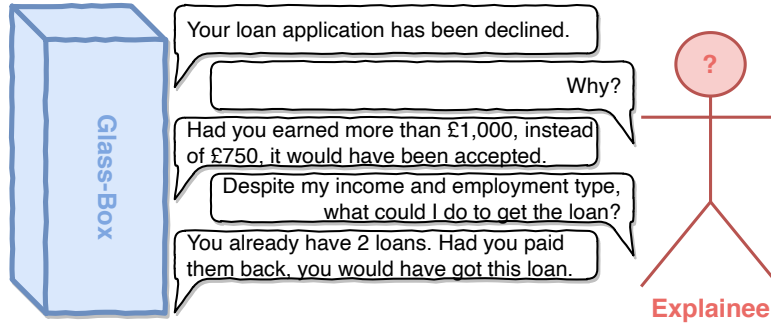 Your loan application has been declined.
Why?
Had you earned more than £1,000, instead
of £750, it would have been accepted.
Despite my income and employment type,
what could I do to get the loan?
You already have 2 loans. Had you paid
them back, you would have got this loan.
Glass-Box
?
Explainee